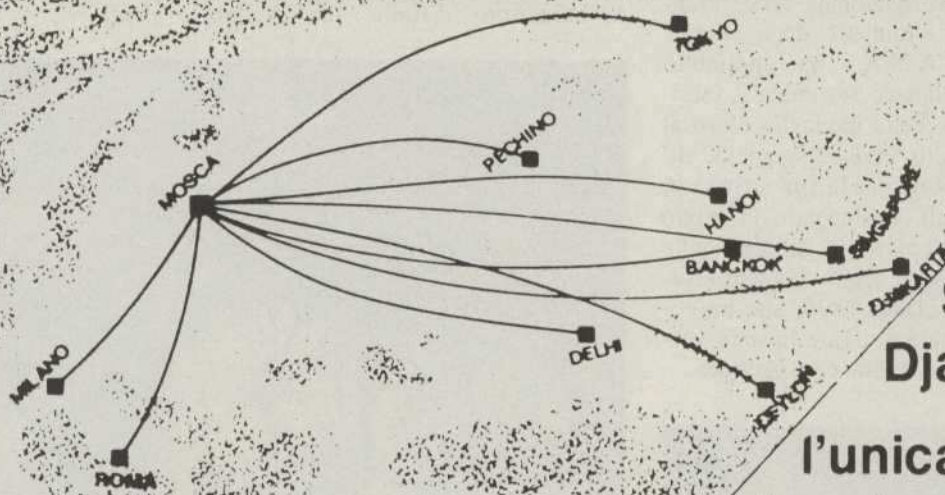 TOKYO
PECHINO
MOSCA
HANOI
SINGAPORE
BANGKOK
DJAKARTA
DELHI
MILANO
CEYLON
ROMA
Dja
l'unica